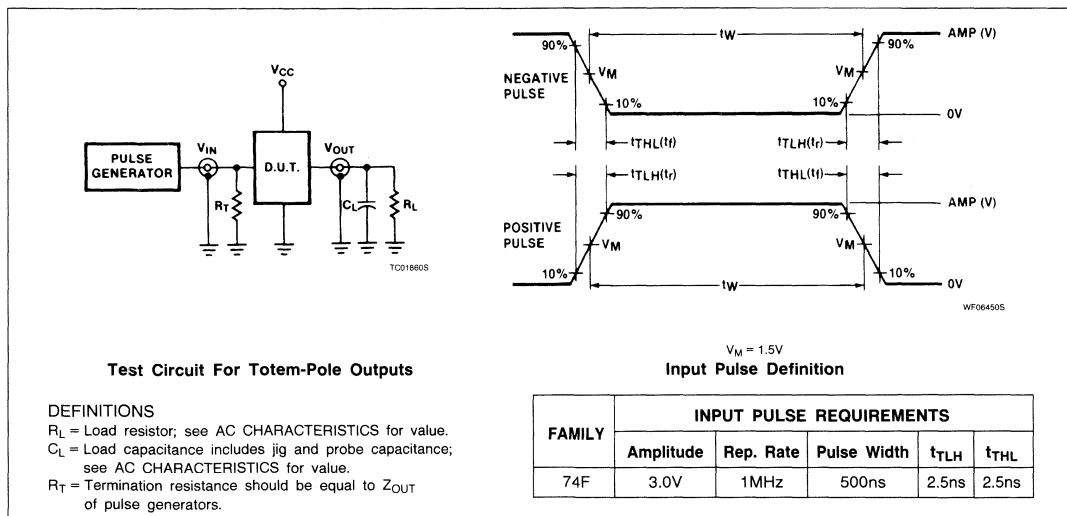 VCC
PULSE
GENERATOR
VIN
RT
D.U.T.
VOUT
CL
RL
TC01860S
Test Circuit For Totem-Pole Outputs
DEFINITIONS
RL = Load resistor; see AC CHARACTERISTICS for value.
CL = Load capacitance includes jig and probe capacitance;
see AC CHARACTERISTICS for value.
RT = Termination resistance should be equal to ZOUT
of pulse generators.
90% tW 90% AMP (V)
NEGATIVE
PULSE
VM VM
10% 10% 0V
tTHL(tf) tTLH(tr)
tTLH(tr) tTHL(tf)
90% 90% AMP (V)
POSITIVE
PULSE
VM VM
10% 10% 0V
tW
WF06450S
VM = 1.5V
Input Pulse Definition
FAMILY INPUT PULSE REQUIREMENTS
Amplitude Rep. Rate Pulse Width tTLH tTHL
74F 3.0V 1MHz 500ns 2.5ns 2.5ns